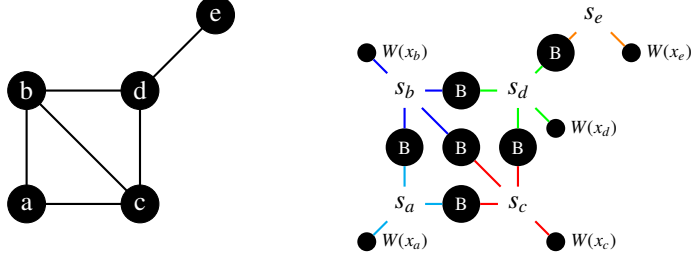 e
b
d
a
c
s_e
W(x_b)
B
W(x_e)
s_b
B
s_d
W(x_d)
B
B
B
s_a
B
s_c
W(x_a)
W(x_c)